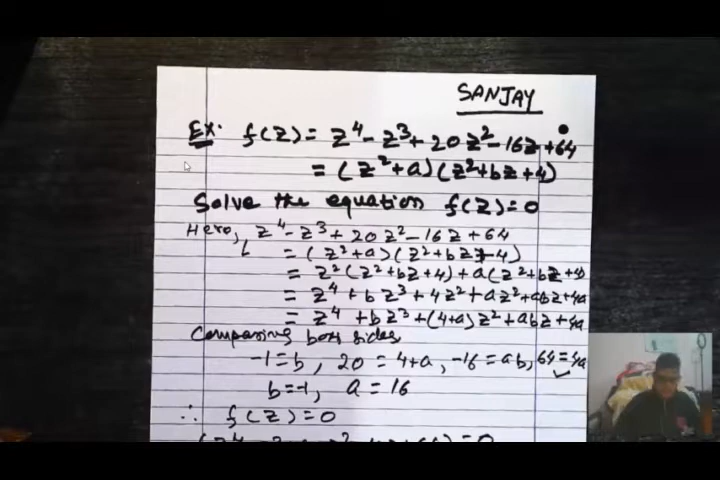 SANJAY
Ex. f(z) = z⁴ - z³ + 20z² - 16z + 64
= (z² + a) (z² + bz + 4)
Solve the equation f(z) = 0
Here, z⁴ - z³ + 20z² - 16z + 64
= (z² + a) (z² + bz + 4)
= z² (z² + bz + 4) + a (z² + bz + 4)
= z⁴ + bz³ + 4z² + az² + abz + 4a
= z⁴ + bz³ + (4+a) z² + abz + 4a
Comparing both sides
-1 = b, 20 = 4+a, -16 = ab, 64 = 4a
b = -1, a = 16
∴ f(z) = 0